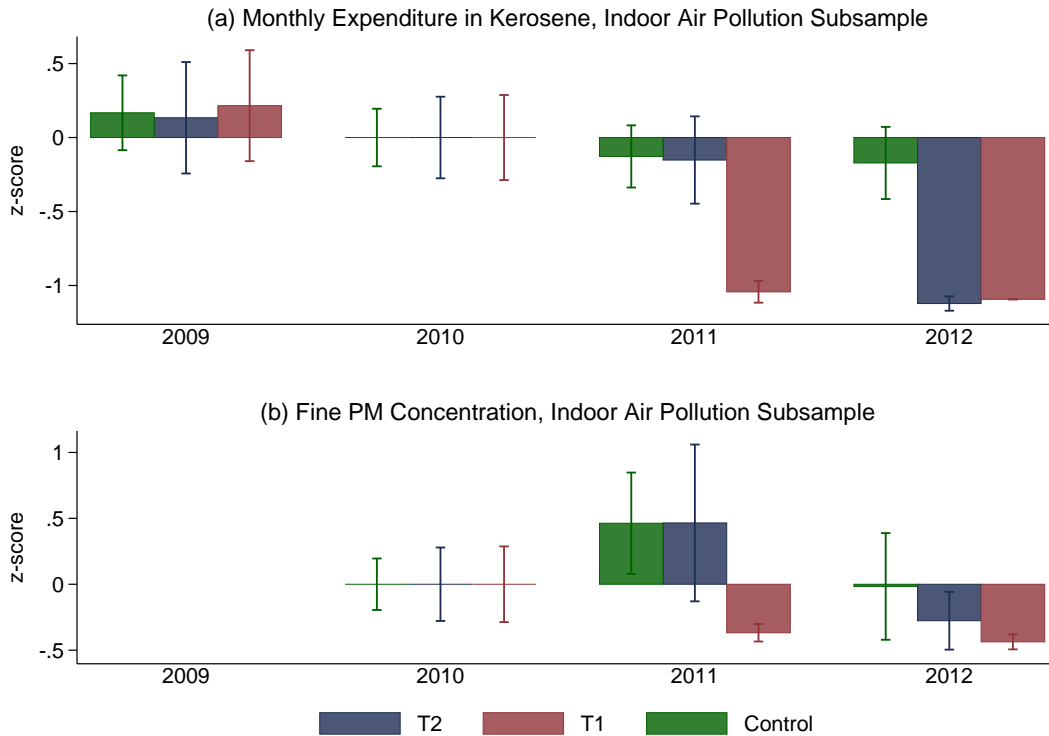 (a) Monthly Expenditure in Kerosene, Indoor Air Pollution Subsample
z-score
.5
0
-.5
-1
2009 2010 2011 2012
(b) Fine PM Concentration, Indoor Air Pollution Subsample
z-score
1
.5
0
-.5
2009 2010 2011 2012
T2 T1 Control